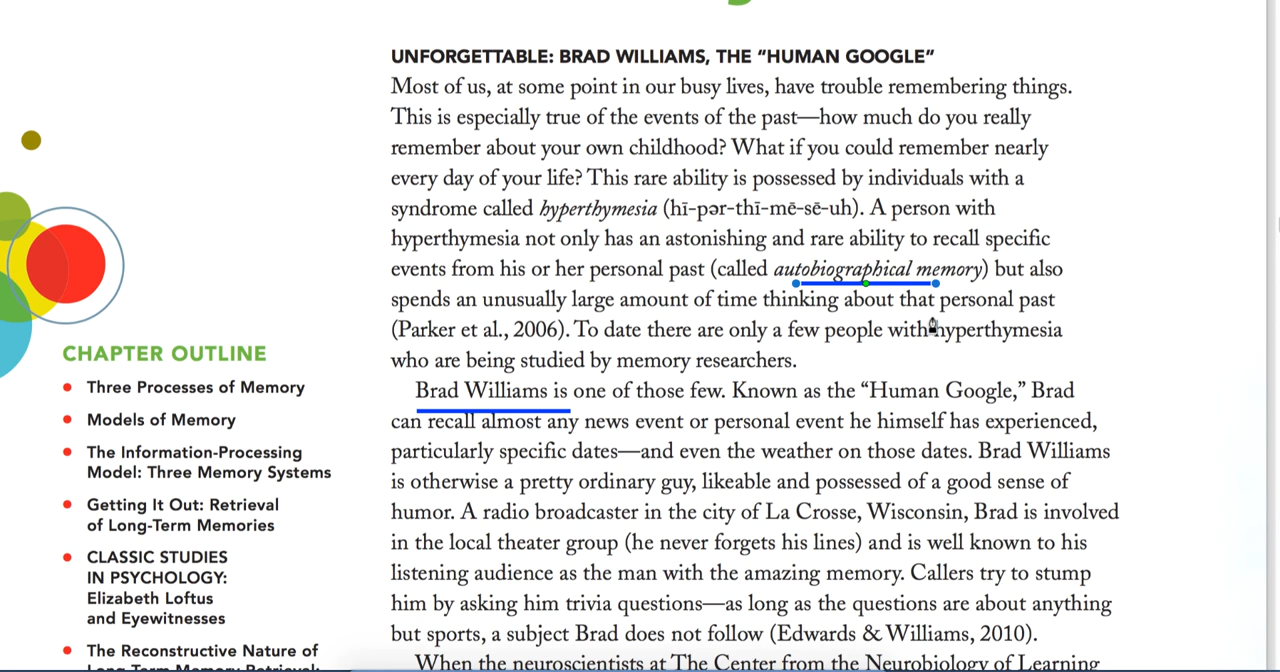 UNFORGETTABLE: BRAD WILLIAMS, THE “HUMAN GOOGLE”
Most of us, at some point in our busy lives, have trouble remembering things.
This is especially true of the events of the past—how much do you really
remember about your own childhood? What if you could remember nearly
every day of your life? This rare ability is possessed by individuals with a
syndrome called hyperthymesia (hī-pər-thī-mē-sē-uh). A person with
hyperthymesia not only has an astonishing and rare ability to recall specific
events from his or her personal past (called autobiographical memory) but also
spends an unusually large amount of time thinking about that personal past
(Parker et al., 2006). To date there are only a few people with hyperthymesia
who are being studied by memory researchers.
Brad Williams is one of those few. Known as the “Human Google,” Brad
can recall almost any news event or personal event he himself has experienced,
particularly specific dates—and even the weather on those dates. Brad Williams
is otherwise a pretty ordinary guy, likeable and possessed of a good sense of
humor. A radio broadcaster in the city of La Crosse, Wisconsin, Brad is involved
in the local theater group (he never forgets his lines) and is well known to his
listening audience as the man with the amazing memory. Callers try to stump
him by asking him trivia questions—as long as the questions are about anything
but sports, a subject Brad does not follow (Edwards & Williams, 2010).
When the neuroscientists at The Center from the Neurobiology of Learning
CHAPTER OUTLINE
Three Processes of Memory
Models of Memory
The Information-Processing
Model: Three Memory Systems
Getting It Out: Retrieval
of Long-Term Memories
CLASSIC STUDIES
IN PSYCHOLOGY:
Elizabeth Loftus
and Eyewitnesses
The Reconstructive Nature of
Long-Term Memory Retrieval: